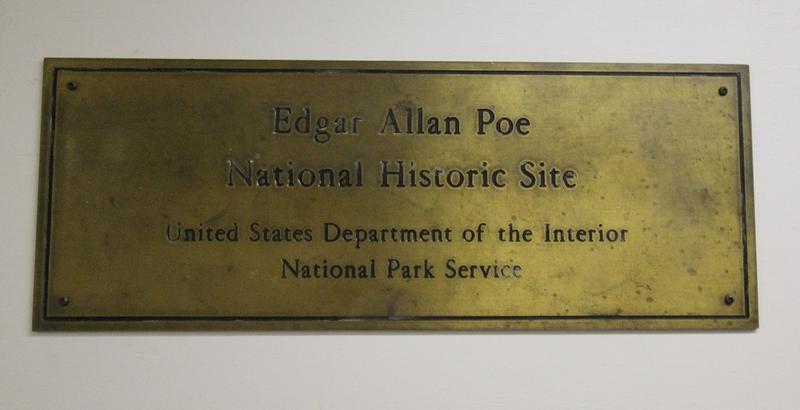 Edgar Allan Poe
National Historic Site
United States Department of the Interior
National Park Service